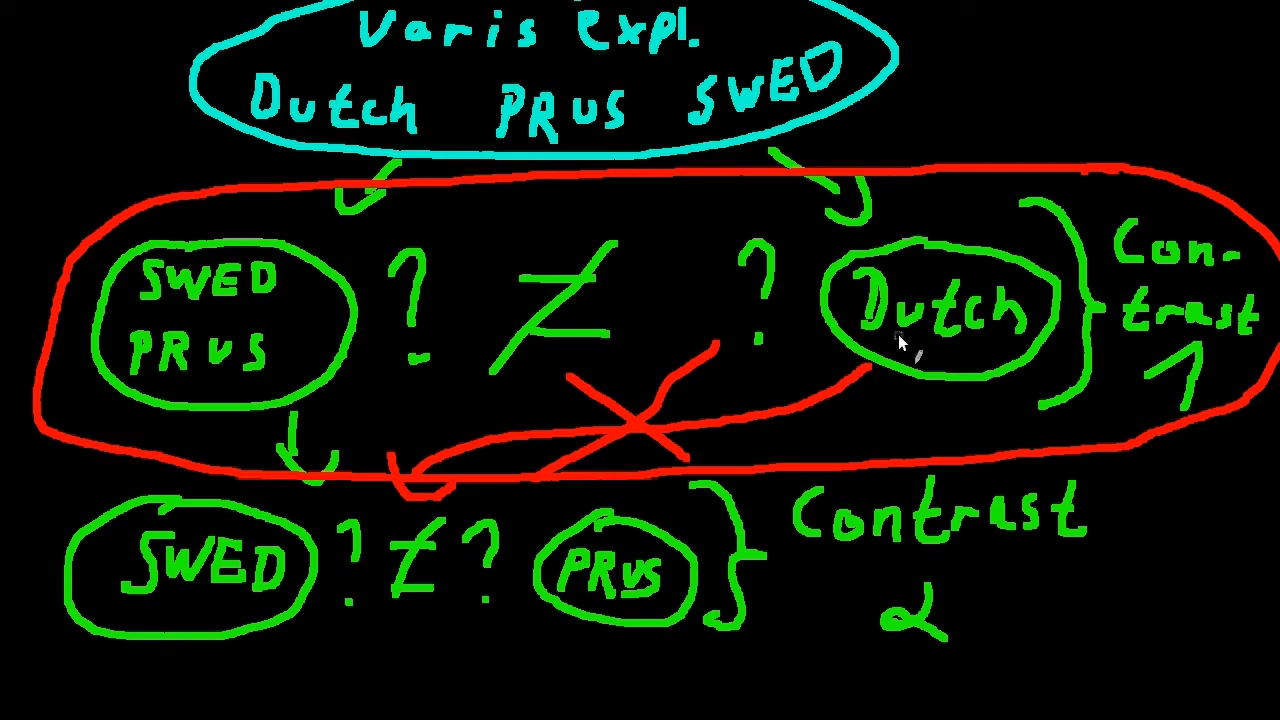 Varis expl.
Dutch PRUS SWED
SWED
PRUS
? ≠ ?
Dutch
Con-
trast
1
SWED ? ≠ ? PRUS
Contrast
2